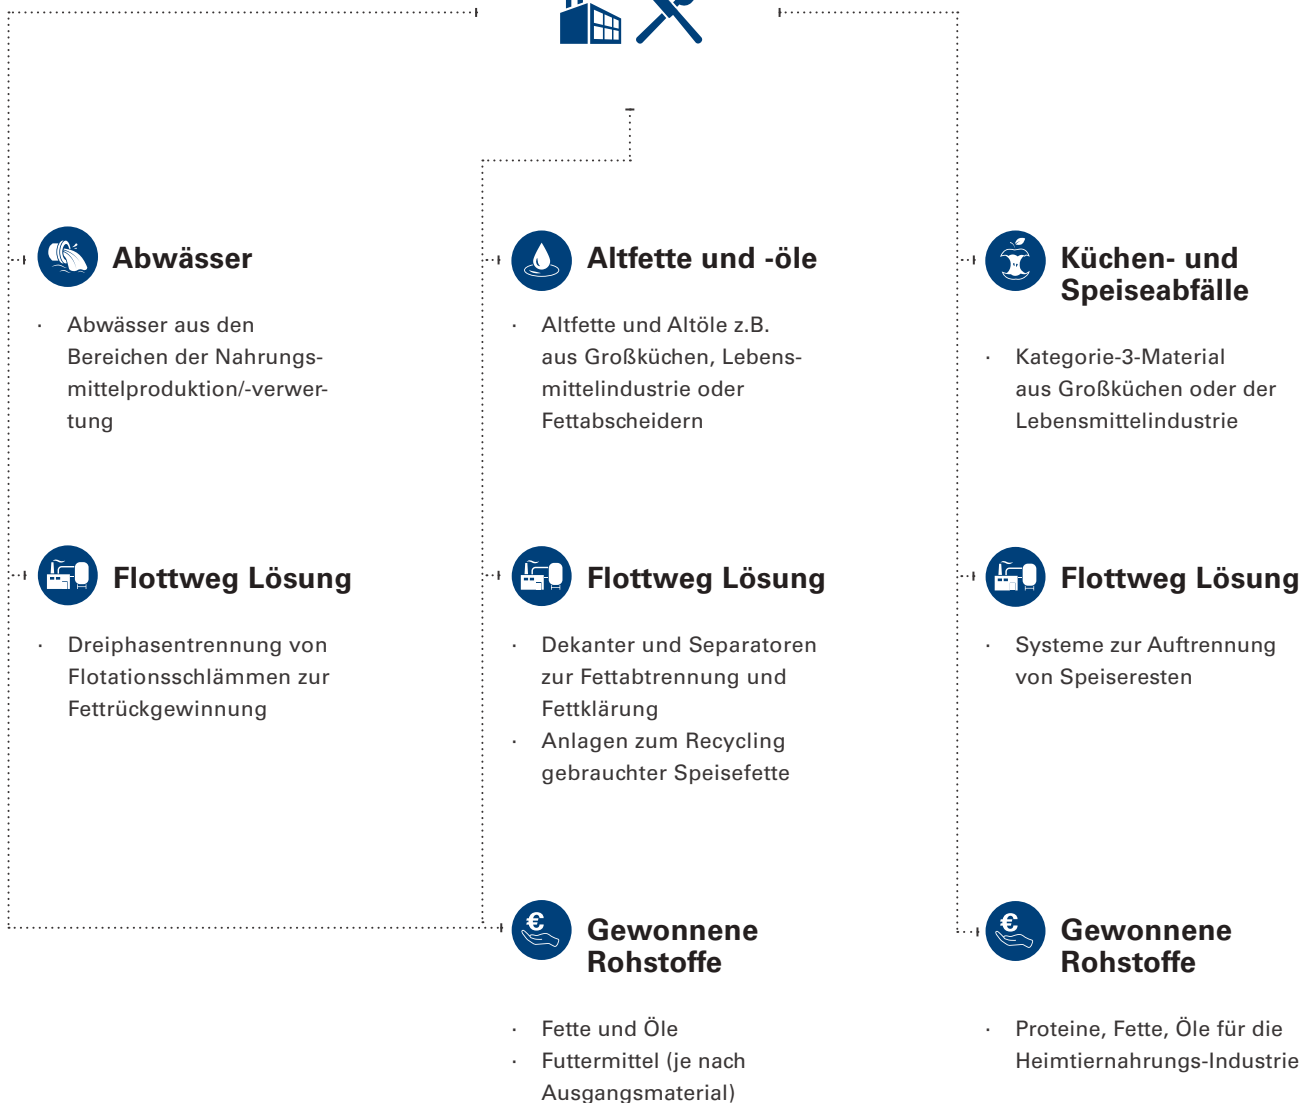 Abwässer
· Abwässer aus den
Bereichen der Nahrungs-
mittelproduktion/-verwer-
tung
Flottweg Lösung
· Dreiphasentrennung von
Flotationsschlämmen zur
Fettrückgewinnung
Altfette und -öle
· Altfette und Altöle z.B.
aus Großküchen, Lebens-
mittelindustrie oder
Fettabscheidern
Flottweg Lösung
· Dekanter und Separatoren
zur Fettabtrennung und
Fettklärung
· Anlagen zum Recycling
gebrauchter Speisefette
€
Gewonnene
Rohstoffe
· Fette und Öle
· Futtermittel (je nach
Ausgangsmaterial)
Küchen- und
Speiseabfälle
· Kategorie-3-Material
aus Großküchen oder der
Lebensmittelindustrie
Flottweg Lösung
· Systeme zur Auftrennung
von Speiseresten
€
Gewonnene
Rohstoffe
· Proteine, Fette, Öle für die
Heimtiernahrungs-Industrie